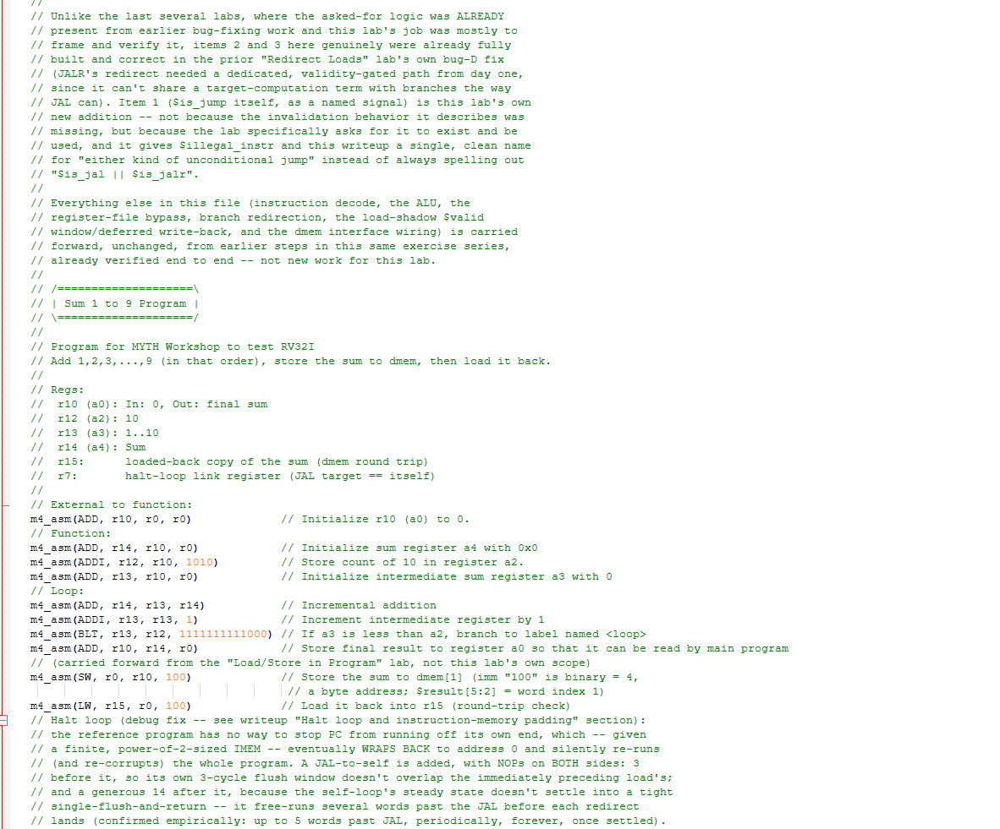 //
// Unlike the last several labs, where the asked-for logic was ALREADY
// present from earlier bug-fixing work and this lab's job was mostly to
// frame and verify it, items 2 and 3 here genuinely were already fully
// built and correct in the prior "Redirect Loads" lab's own bug-D fix
// (JALR's redirect needed a dedicated, validity-gated path from day one,
// since it can't share a target-computation term with branches the way
// JAL can). Item 1 ($is_jump itself, as a named signal) is this lab's own
// new addition -- not because the invalidation behavior it describes was
// missing, but because the lab specifically asks for it to exist and be
// used, and it gives $illegal_instr and this writeup a single, clean name
// for "either kind of unconditional jump" instead of always spelling out
// "$is_jal || $is_jalr".
//
// Everything else in this file (instruction decode, the ALU, the
// register-file bypass, branch redirection, the load-shadow $valid
// window/deferred write-back, and the dmem interface wiring) is carried
// forward, unchanged, from earlier steps in this same exercise series,
// already verified end to end -- not new work for this lab.
//
// /====================\
// | Sum 1 to 9 Program |
// \====================/
//
// Program for MYTH Workshop to test RV32I
// Add 1,2,3,...,9 (in that order), store the sum to dmem, then load it back.
//
// Regs:
//  r10 (a0): In: 0, Out: final sum
//  r12 (a2): 10
//  r13 (a3): 1..10
//  r14 (a4): Sum
//  r15:      loaded-back copy of the sum (dmem round trip)
//  r7:       halt-loop link register (JAL target == itself)
//
// External to function:
m4_asm(ADD, r10, r0, r0)             // Initialize r10 (a0) to 0.
// Function:
m4_asm(ADD, r14, r10, r0)            // Initialize sum register a4 with 0x0
m4_asm(ADDI, r12, r10, 1010)         // Store count of 10 in register a2.
m4_asm(ADD, r13, r10, r0)            // Initialize intermediate sum register a3 with 0
// Loop:
m4_asm(ADD, r14, r13, r14)           // Incremental addition
m4_asm(ADDI, r13, r13, 1)            // Increment intermediate register by 1
m4_asm(BLT, r13, r12, 1111111111000) // If a3 is less than a2, branch to label named <loop>
m4_asm(ADD, r10, r14, r0)            // Store final result to register a0 so that it can be read by main program
// (carried forward from the "Load/Store in Program" lab, not this lab's own scope)
m4_asm(SW, r0, r10, 100)             // Store the sum to dmem[1] (imm "100" is binary = 4,
                                      // a byte address; $result[5:2] = word index 1)
m4_asm(LW, r15, r0, 100)             // Load it back into r15 (round-trip check)
// Halt loop (debug fix -- see writeup "Halt loop and instruction-memory padding" section):
// the reference program has no way to stop PC from running off its own end, which -- given
// a finite, power-of-2-sized IMEM -- eventually WRAPS BACK to address 0 and silently re-runs
// (and re-corrupts) the whole program. A JAL-to-self is added, with NOPs on BOTH sides: 3
// before it, so its own 3-cycle flush window doesn't overlap the immediately preceding load's;
// and a generous 14 after it, because the self-loop's steady state doesn't settle into a tight
// single-flush-and-return -- it free-runs several words past the JAL before each redirect
// lands (confirmed empirically: up to 5 words past JAL, periodically, forever, once settled).